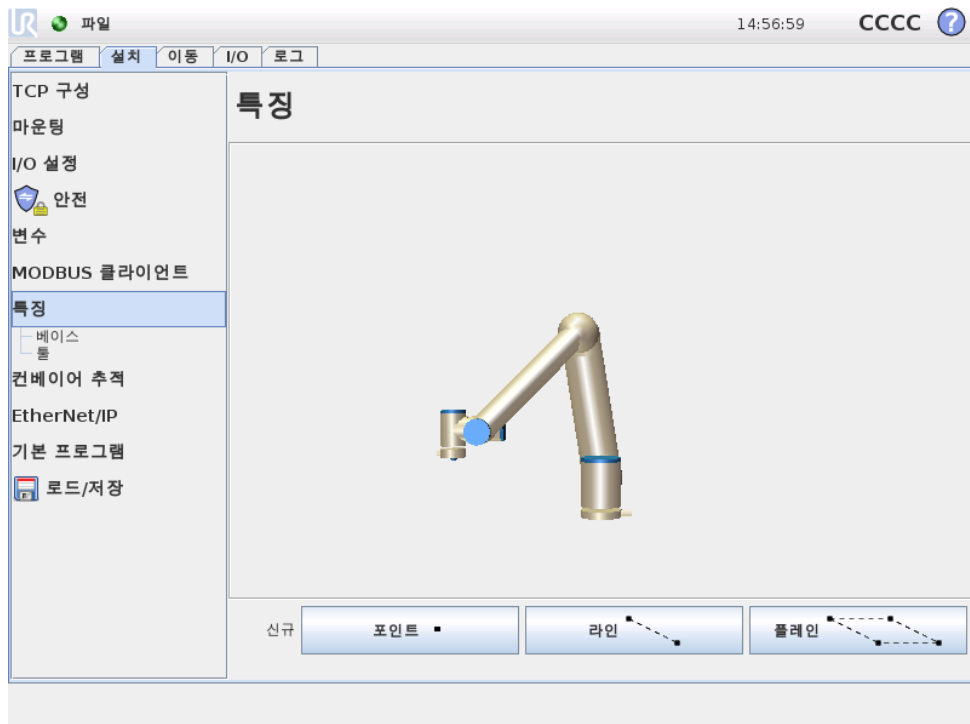 UR 파일 14:56:59 CCCC ?
프로그램 설치 이동 I/O 로그
TCP 구성
마운팅
I/O 설정
안전
변수
MODBUS 클라이언트
특징
베이스
툴
컨베이어 추적
EtherNet/IP
기본 프로그램
로드/저장
특징
신규 포인트 라인 플레인